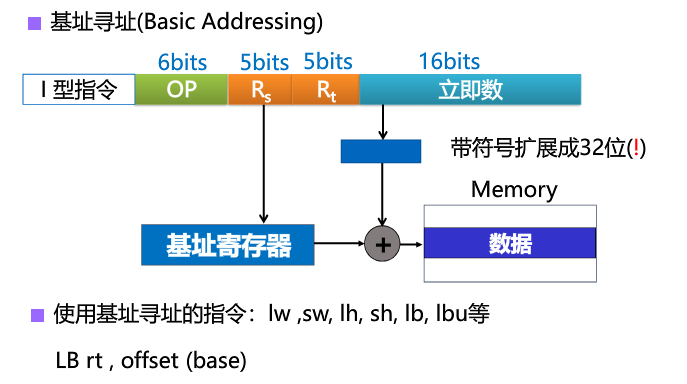 基址寻址(Basic Addressing)
6bits 5bits 5bits 16bits
I 型指令 OP Rs Rt 立即数
带符号扩展成32位(!)
Memory
基址寄存器 + 数据
使用基址寻址的指令：lw ,sw, lh, sh, lb, lbu等
LB rt , offset (base)